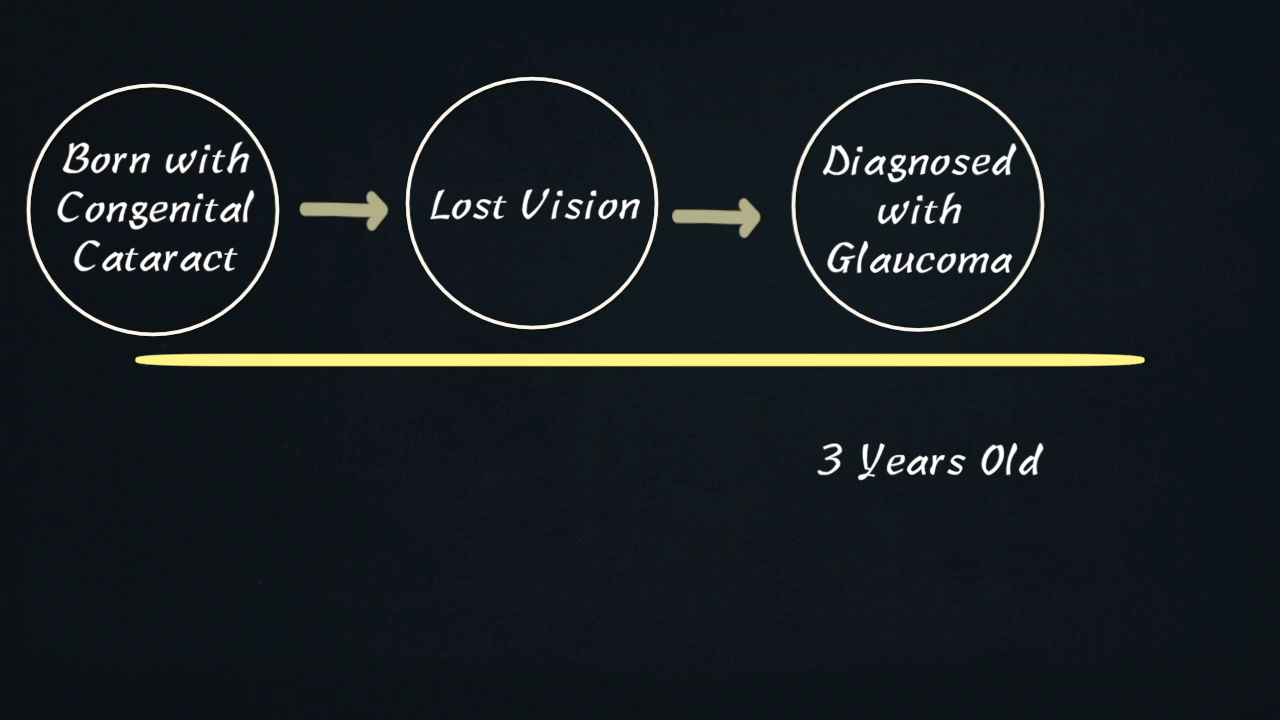 Born with
Congenital
Cataract
Lost Vision
Diagnosed
with
Glaucoma
3 Years Old